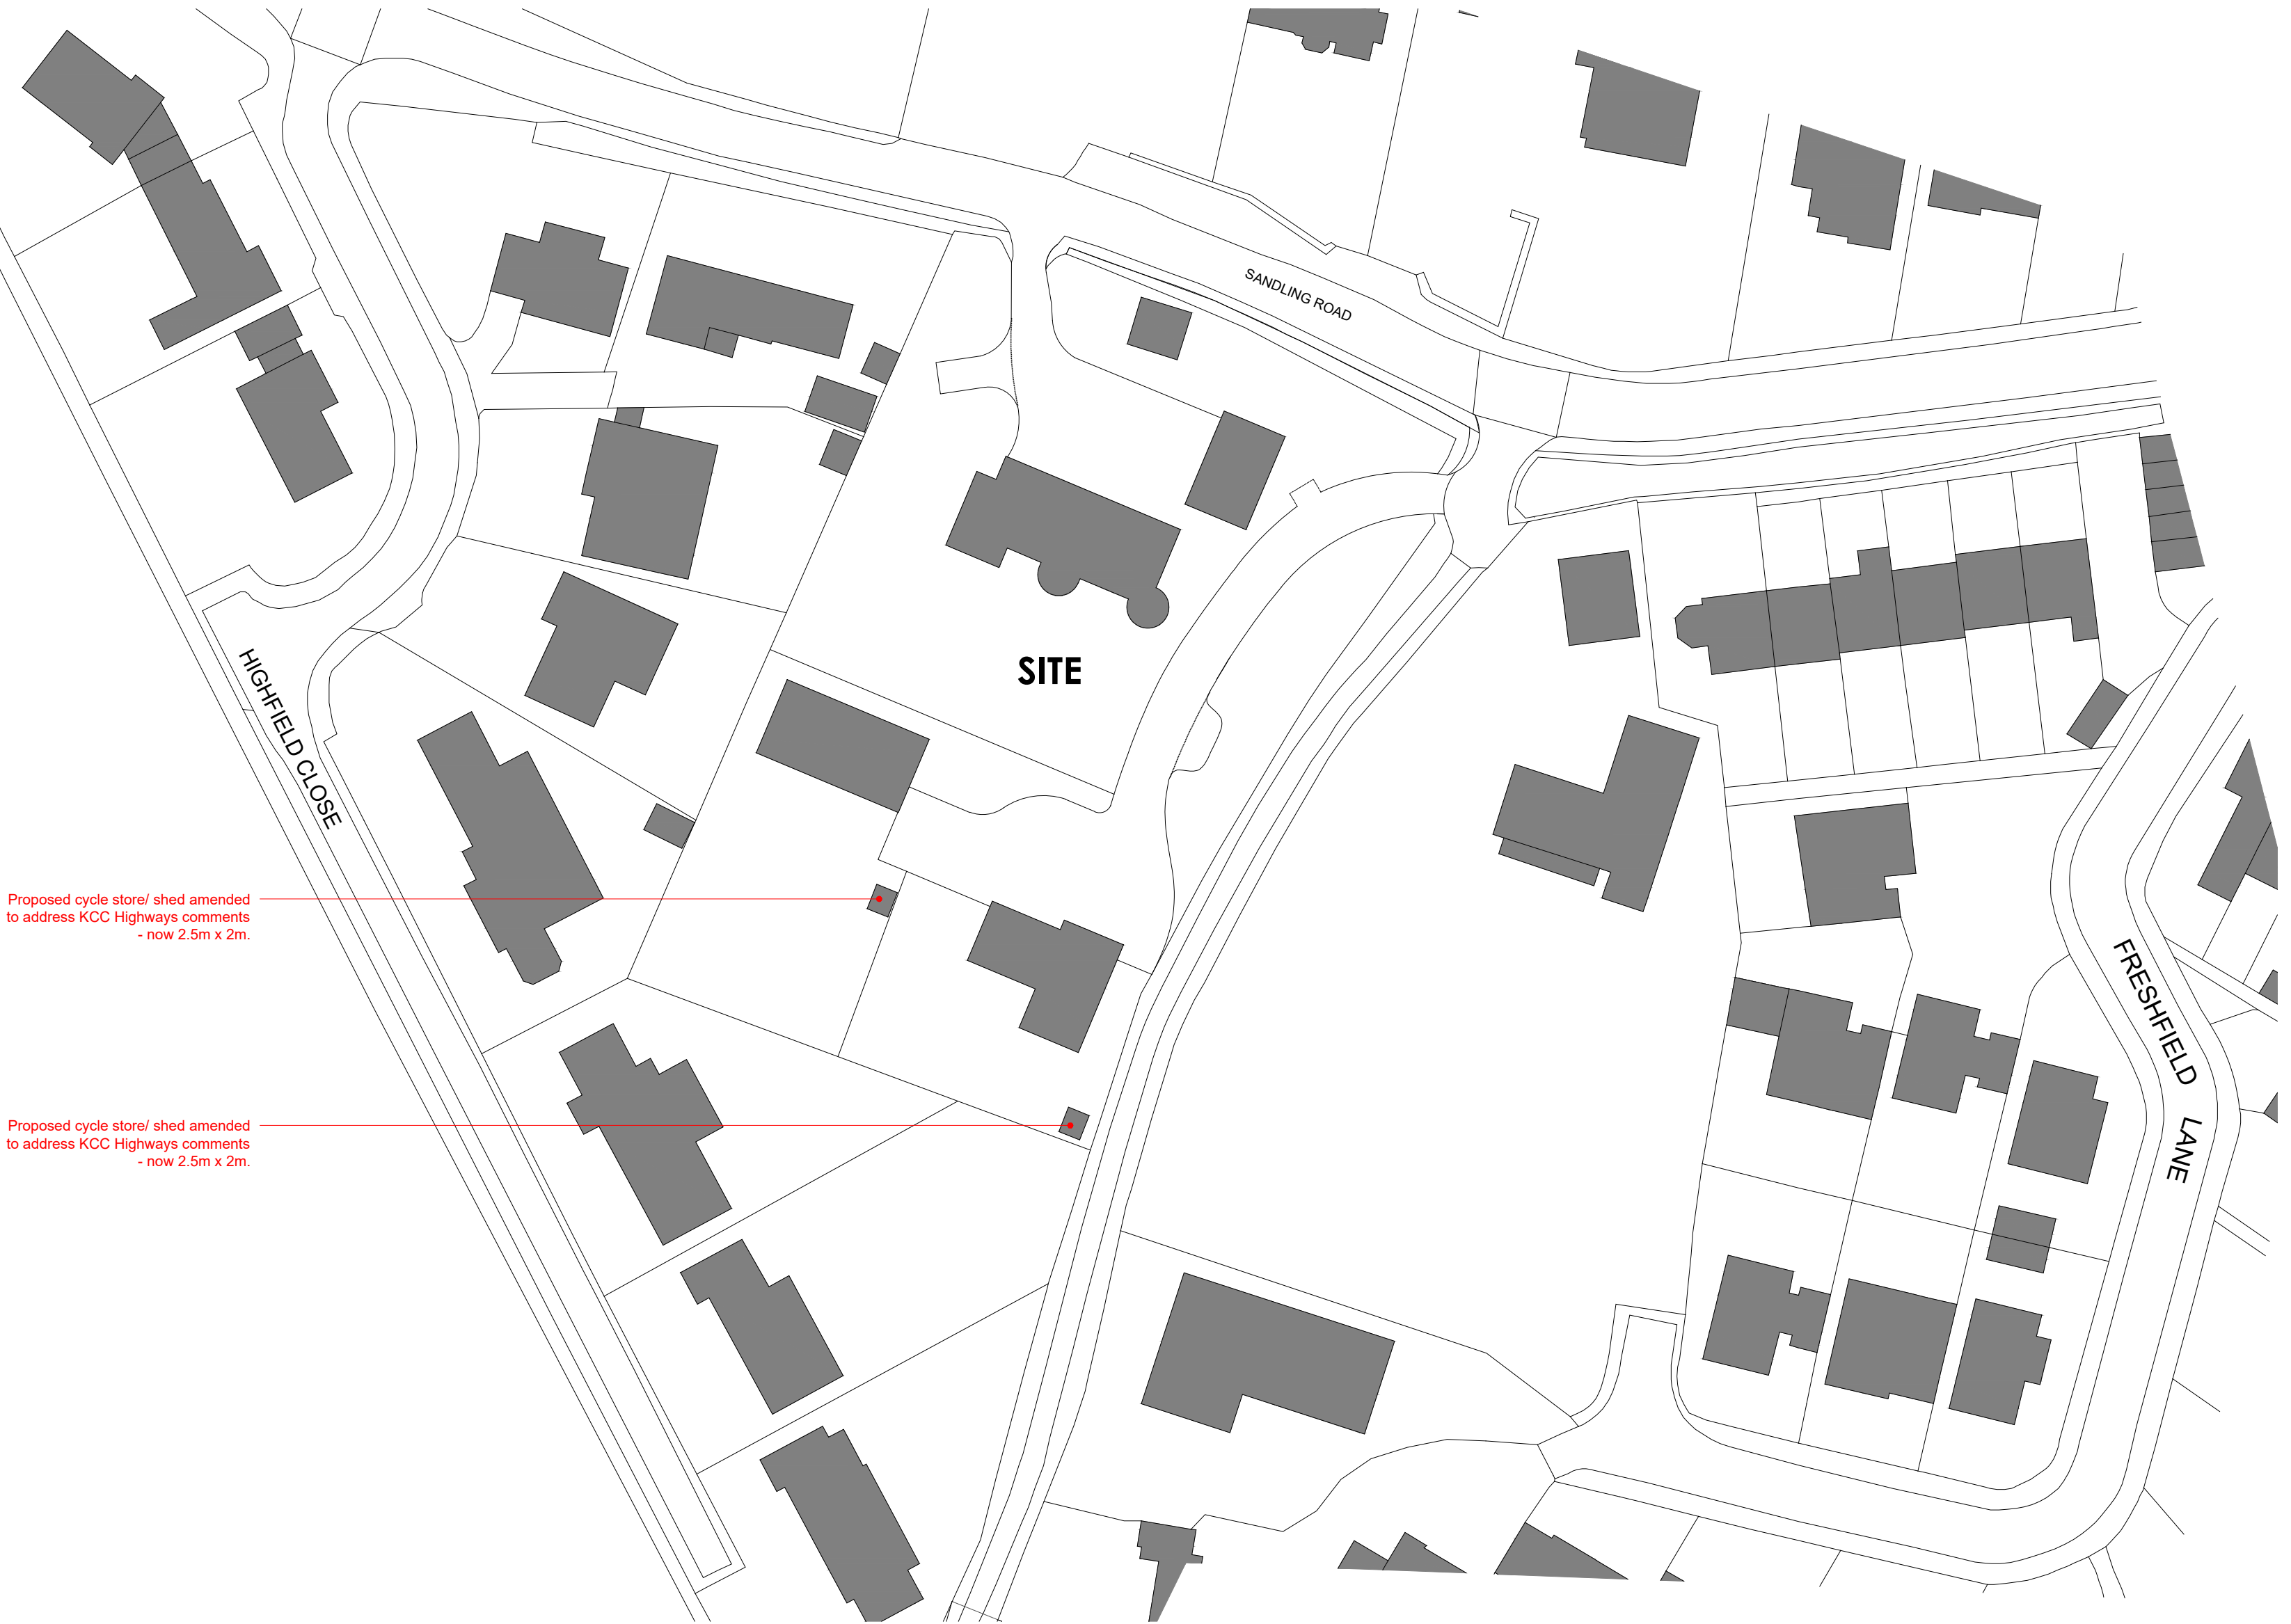 SANDLING ROAD
HIGHFIELD CLOSE
SITE
Proposed cycle store/ shed amended
to address KCC Highways comments
- now 2.5m x 2m.
FRESHFIELD LANE
Proposed cycle store/ shed amended
to address KCC Highways comments
- now 2.5m x 2m.